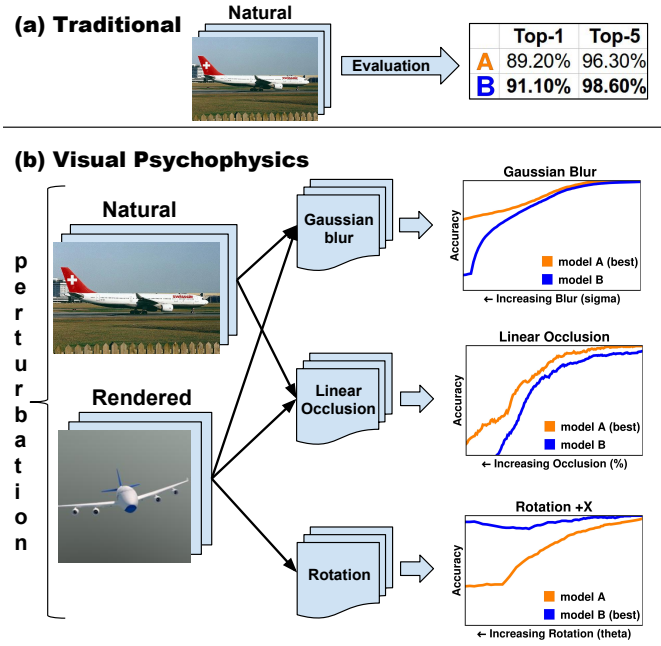 (a) Traditional
Natural
Evaluation
Top-1 Top-5
A 89.20% 96.30%
B 91.10% 98.60%
(b) Visual Psychophysics
perturbation
Natural
Rendered
Gaussian
blur
Linear
Occlusion
Rotation
Gaussian Blur
Accuracy
model A (best)
model B
← Increasing Blur (sigma)
Linear Occlusion
Accuracy
model A (best)
model B
← Increasing Occlusion (%)
Rotation +X
Accuracy
model A
model B (best)
← Increasing Rotation (theta)